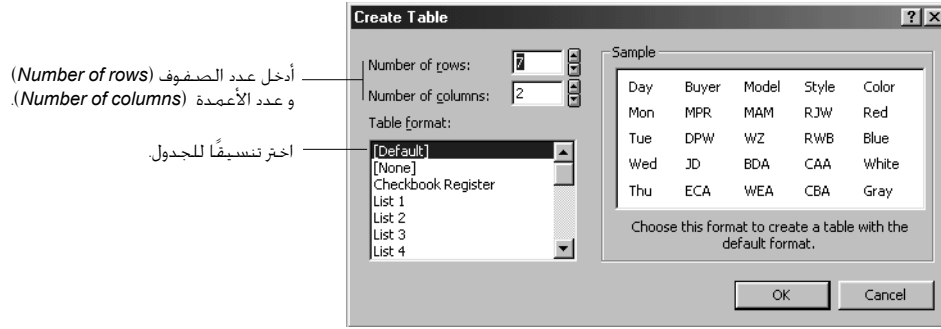 Create Table
أدخل عدد الصفوف (Number of rows)
و عدد الأعمدة (Number of columns).
اختر تنسيقًا للجدول.
Number of rows: 7
Number of columns: 2
Table format:
[Default]
[None]
Checkbook Register
List 1
List 2
List 3
List 4
Sample
Day Buyer Model Style Color
Mon MPR MAM RJW Red
Tue DPW WZ RWB Blue
Wed JD BDA CAA White
Thu ECA WEA CBA Gray
Choose this format to create a table with the
default format.
OK Cancel